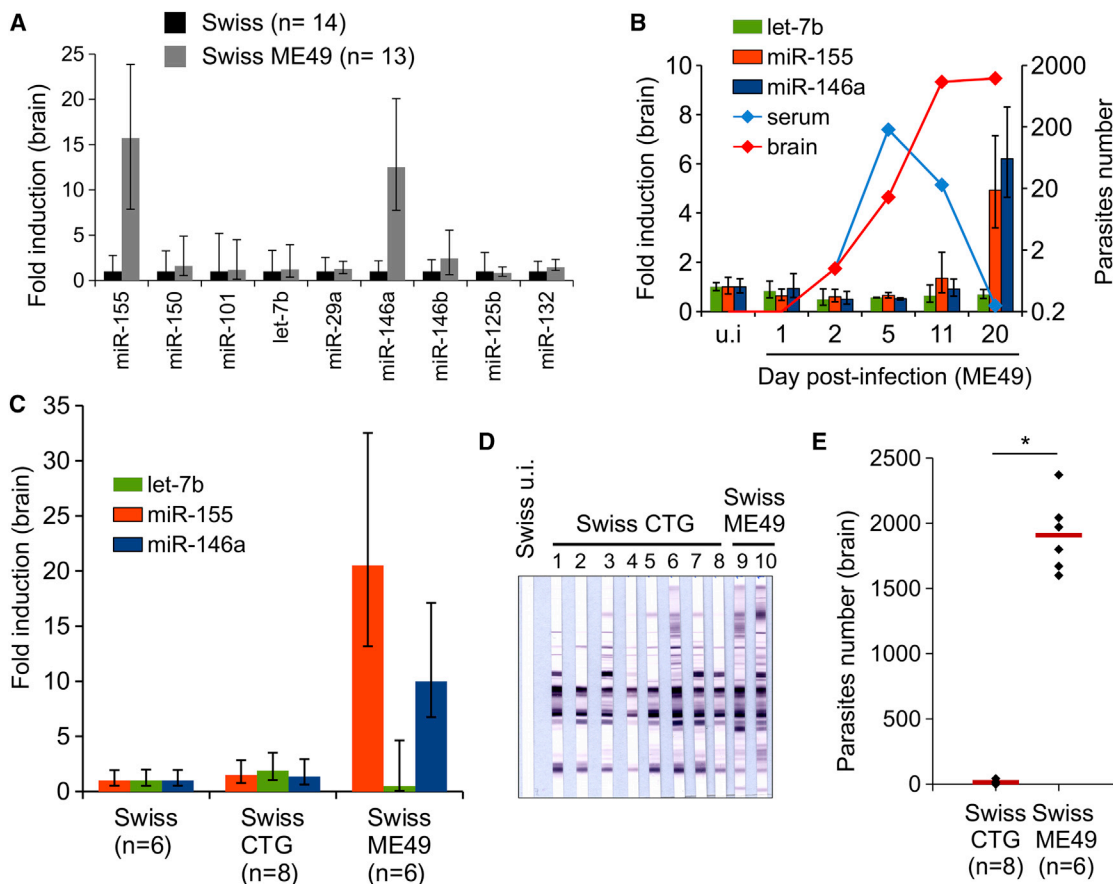 A
Swiss (n= 14)
Swiss ME49 (n= 13)
Fold induction (brain)
25
20
15
10
5
0
miR-155
miR-150
miR-101
let-7b
miR-29a
miR-146a
miR-146b
miR-125b
miR-132
B
let-7b
miR-155
miR-146a
serum
brain
Fold induction (brain)
10
8
6
4
2
0
Parasites number
2000
200
20
2
0.2
u.i 1 2 5 11 20
Day post-infection (ME49)
C
let-7b
miR-155
miR-146a
Fold induction (brain)
35
30
25
20
15
10
5
0
Swiss
(n=6)
Swiss
CTG
(n=8)
Swiss
ME49
(n=6)
D
Swiss u.i.
Swiss CTG
Swiss
ME49
1 2 3 4 5 6 7 8 9 10
E
*
Parasites number (brain)
2500
2000
1500
1000
500
0
Swiss
CTG
(n=8)
Swiss
ME49
(n=6)